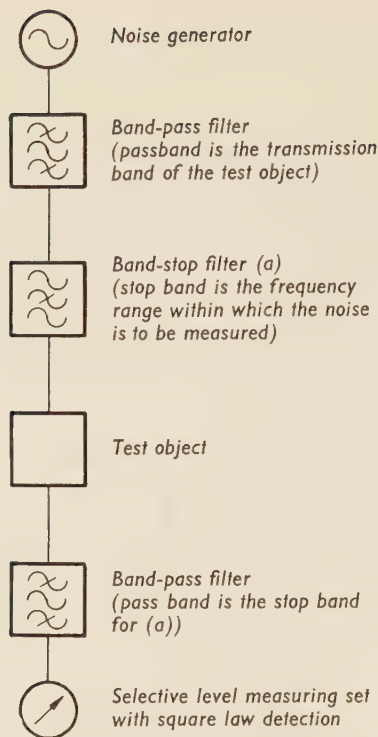 Noise generator
Band-pass filter
(passband is the transmission
band of the test object)
Band-stop filter (a)
(stop band is the frequency
range within which the noise
is to be measured)
Test object
Band-pass filter
(pass band is the stop band
for (a))
Selective level measuring set
with square law detection